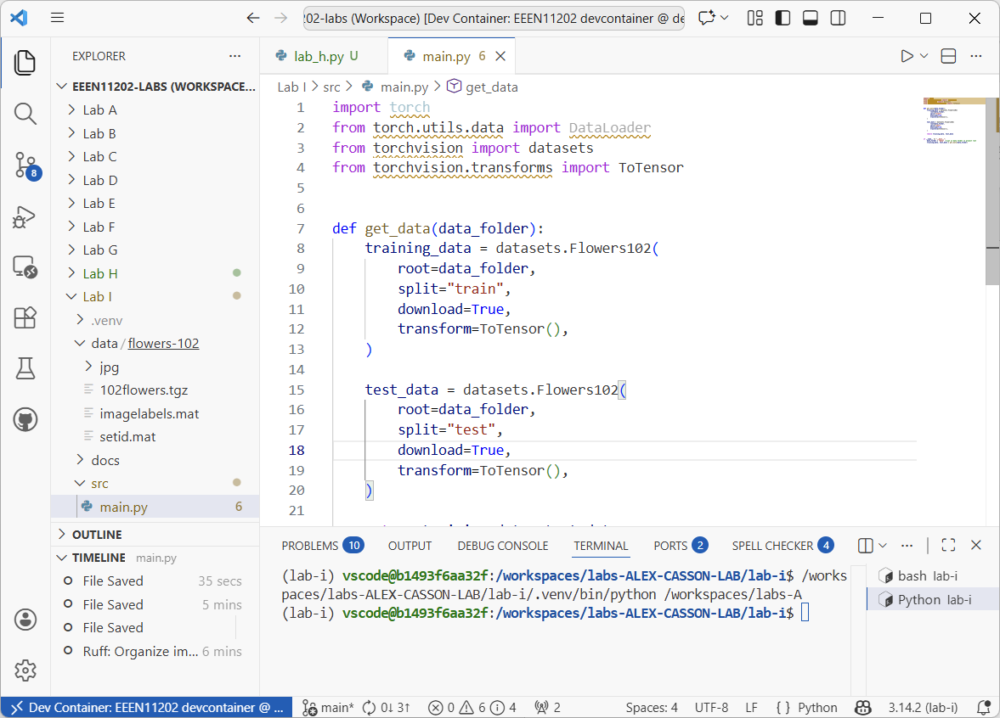 202-labs (Workspace) [Dev Container: EEEN11202 devcontainer @ de
EXPLORER
EEEN11202-LABS (WORKSPACE...
Lab A
Lab B
Lab C
Lab D
Lab E
Lab F
Lab G
Lab H
Lab I
.venv
data / flowers-102
jpg
102flowers.tgz
imagelabels.mat
setid.mat
docs
src
main.py 6
OUTLINE
TIMELINE main.py
File Saved 35 secs
File Saved 5 mins
File Saved
Ruff: Organize im... 6 mins
8
lab_h.py U
main.py 6
Lab I > src > main.py > get_data
1 import torch
2 from torch.utils.data import DataLoader
3 from torchvision import datasets
4 from torchvision.transforms import ToTensor
5
6
7 def get_data(data_folder):
8 training_data = datasets.Flowers102(
9 root=data_folder,
10 split="train",
11 download=True,
12 transform=ToTensor(),
13 )
14
15 test_data = datasets.Flowers102(
16 root=data_folder,
17 split="test",
18 download=True,
19 transform=ToTensor(),
20 )
21
PROBLEMS 10 OUTPUT DEBUG CONSOLE TERMINAL PORTS 2 SPELL CHECKER 4
(lab-i) vscode@b1493f6aa32f:/workspaces/labs-ALEX-CASSON-LAB/lab-i$ /works
paces/labs-ALEX-CASSON-LAB/lab-i/.venv/bin/python /workspaces/labs-A
(lab-i) vscode@b1493f6aa32f:/workspaces/labs-ALEX-CASSON-LAB/lab-i$
bash lab-i
Python lab-i
Dev Container: EEEN11202 devcontainer @ ... main* 0↓ 3↑ 0 6 4 2 Spaces: 4 UTF-8 LF { } Python 3.14.2 (lab-i)